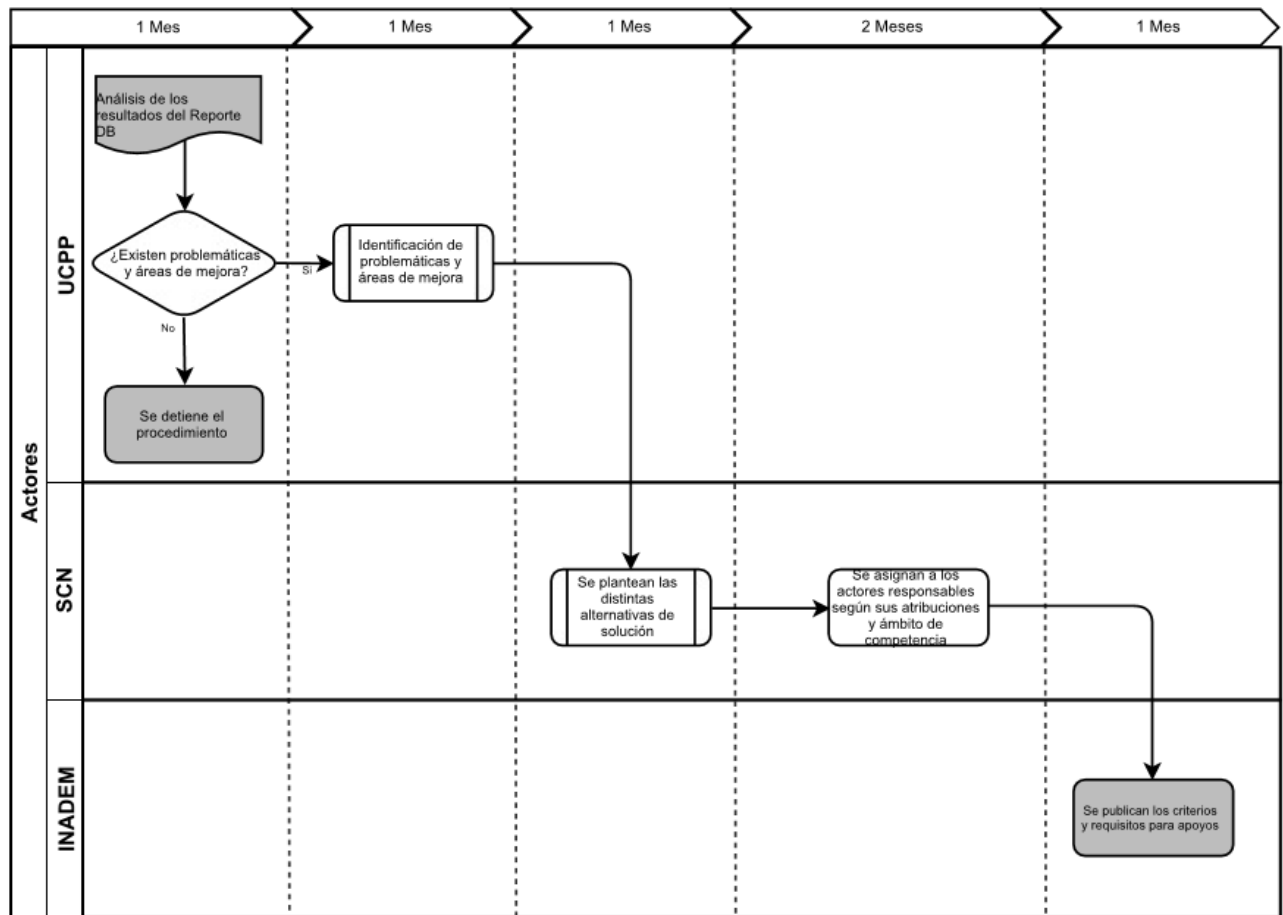 1 Mes
1 Mes
1 Mes
2 Meses
1 Mes
Actores
UCPP
Análisis de los
resultados del Reporte
DB
¿Existen problemáticas
y áreas de mejora?
Si
No
Se detiene el
procedimiento
Identificación de
problemáticas y
áreas de mejora
SCN
Se plantean las
distintas
alternativas de
solución
Se asignan a los
actores responsables
según sus atribuciones
y ámbito de
competencia
INADEM
Se publican los criterios
y requisitos para apoyos